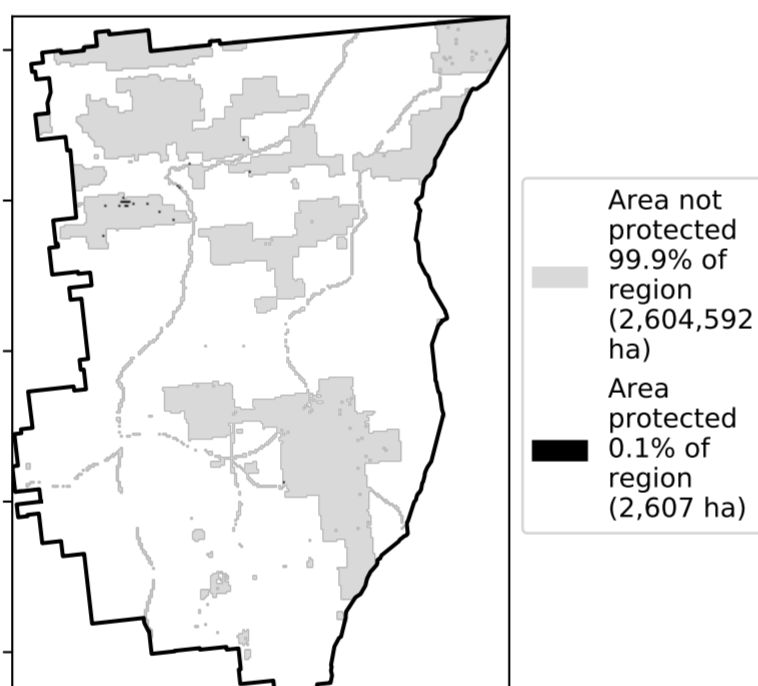 Area not
protected
99.9% of
region
(2,604,592
ha)
Area
protected
0.1% of
region
(2,607 ha)